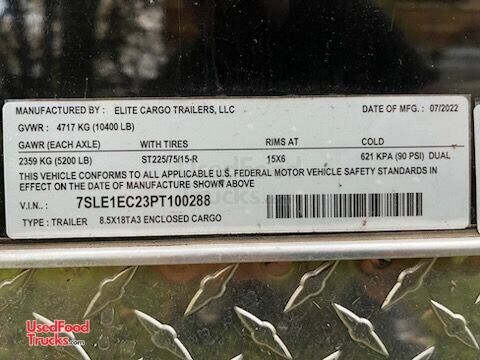 MANUFACTURED BY : ELITE CARGO TRAILERS, LLC DATE OF MFG. : 07/2022
GVWR : 4717 KG (10400 LB)
GAWR (EACH AXLE) WITH TIRES RIMS AT COLD
2359 KG (5200 LB) ST225/75/15-R 15X6 621 KPA (90 PSI) DUAL
THIS VEHICLE CONFORMS TO ALL APPLICABLE U.S. FEDERAL MOTOR VEHICLE SAFETY STANDARDS IN
EFFECT ON THE DATE OF MANUFACTURE SHOWN ABOVE
V.I.N. : 7SLE1EC23PT100288
TYPE : TRAILER 8.5X18TA3 ENCLOSED CARGO
UsedFood
Trucks.com